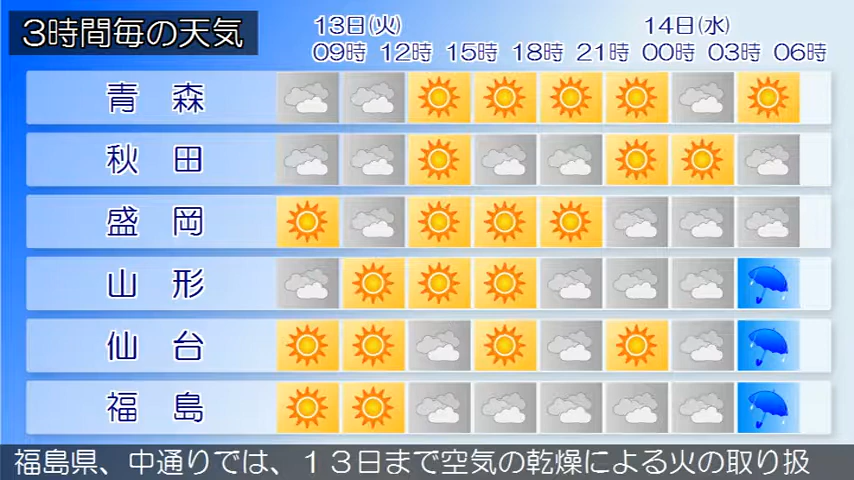 3時間毎の天気
13日(火) 14日(水)
09時 12時 15時 18時 21時 00時 03時 06時
青森
秋田
盛岡
山形
仙台
福島
福島県、中通りでは、１３日まで空気の乾燥による火の取り扱